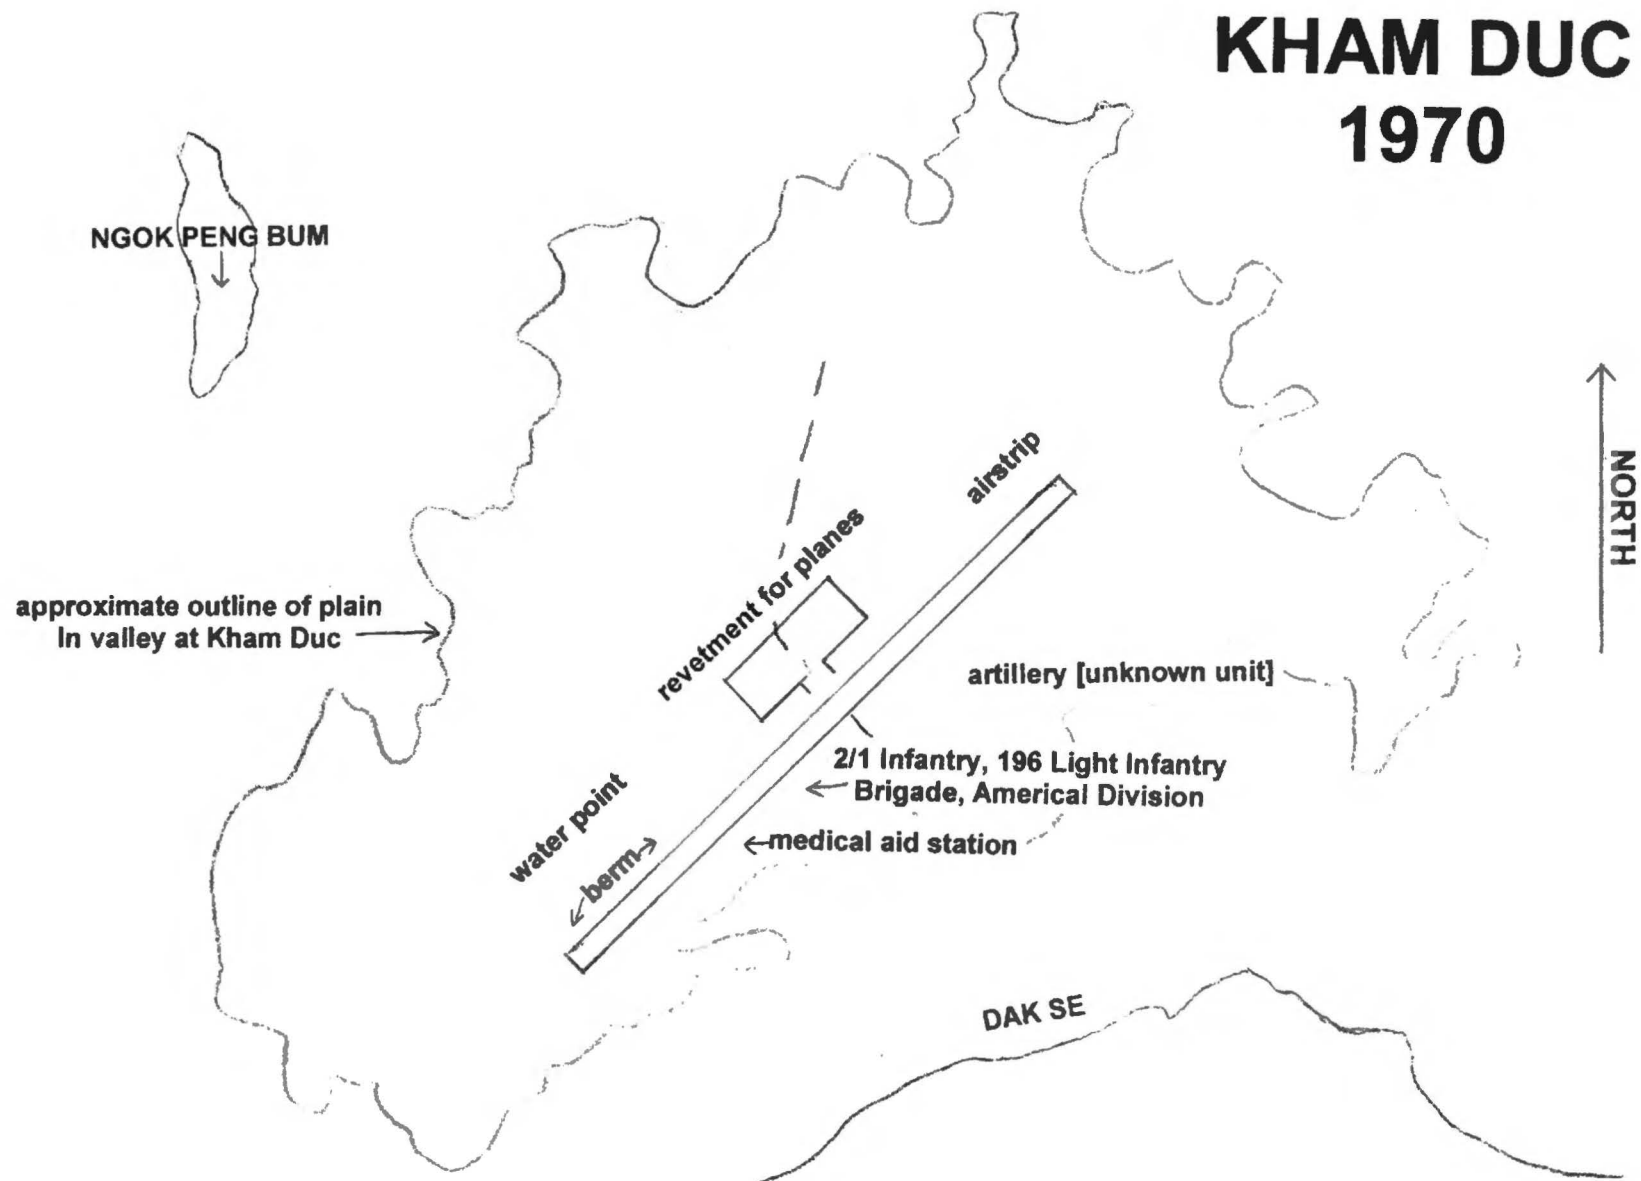 KHAM DUC
1970
NGOK PENG BUM
airstrip
NORTH
revetment for planes
approximate outline of plain
In valley at Kham Duc
artillery [unknown unit]
2/1 Infantry, 196 Light Infantry
Brigade, Americal Division
water point
berm
medical aid station
DAK SE